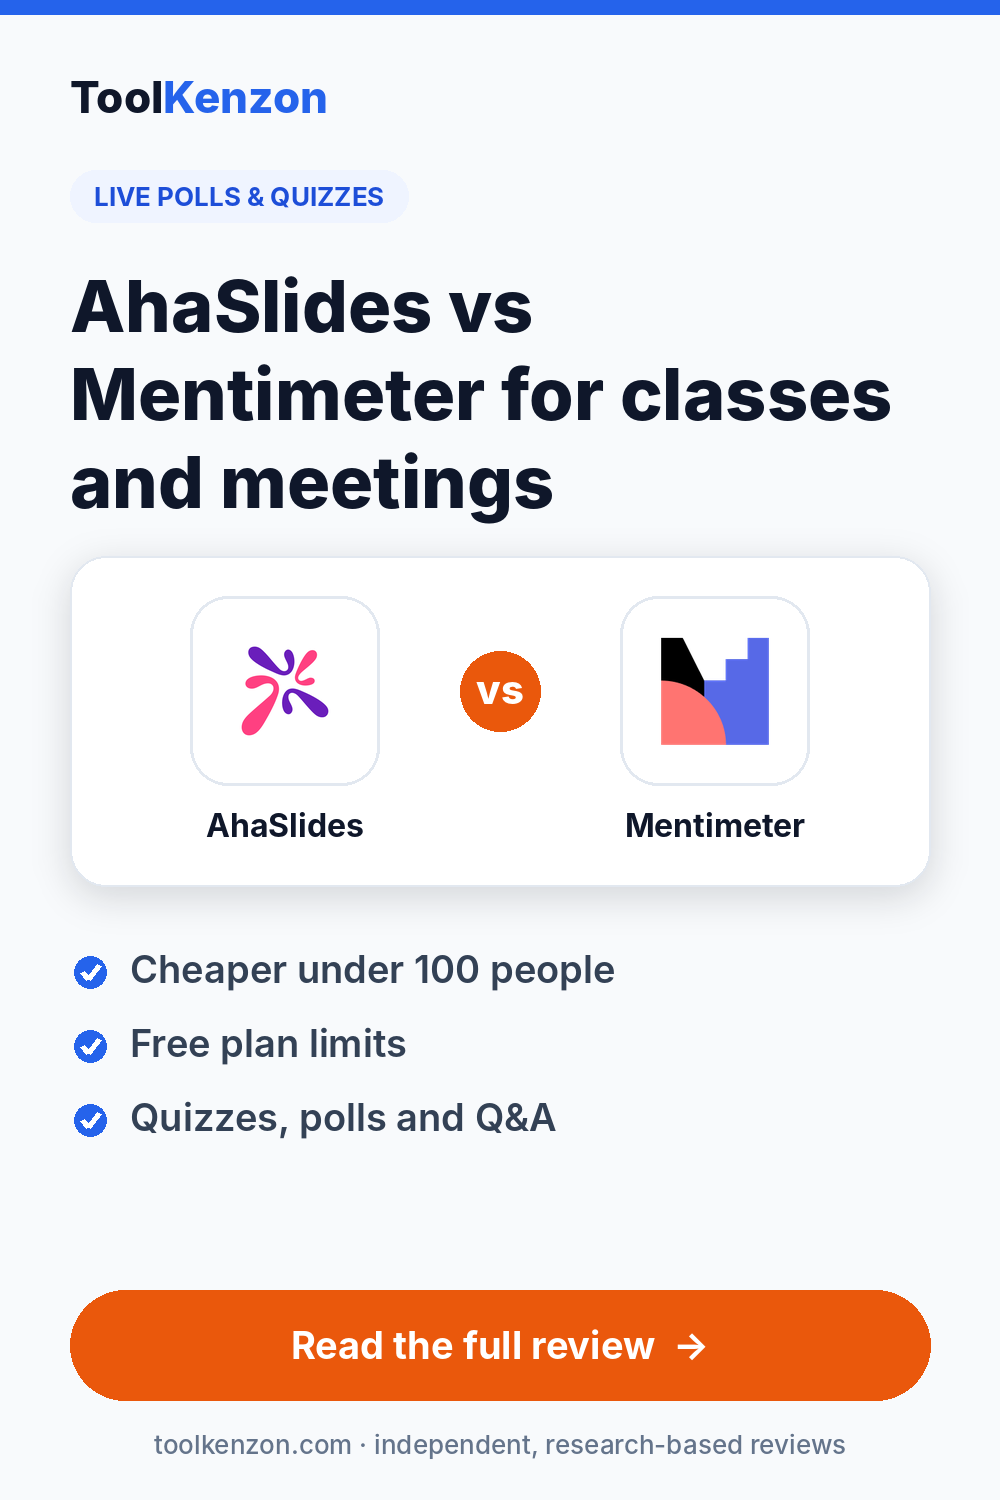 ToolKenzon
LIVE POLLS & QUIZZES
AhaSlides vs
Mentimeter for classes
and meetings
vs
AhaSlides
Mentimeter
Cheaper under 100 people
Free plan limits
Quizzes, polls and Q&A
Read the full review →
toolkenzon.com · independent, research-based reviews